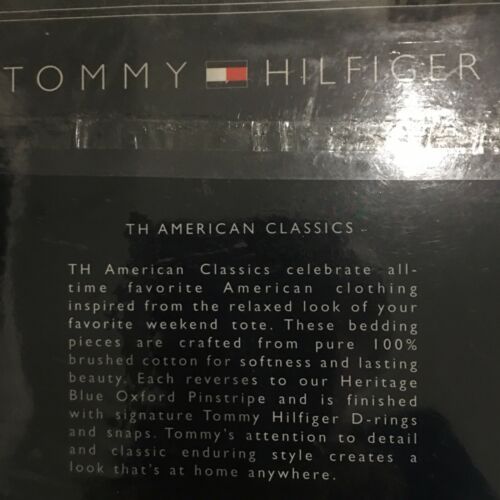 TOMMY HILFIGER
TH AMERICAN CLASSICS
TH American Classics celebrate all-
time favorite American clothing
inspired from the relaxed look of your
favorite weekend tote. These bedding
pieces are crafted from pure 100%
brushed cotton for softness and lasting
beauty. Each reverses to our Heritage
Blue Oxford Pinstripe and is finished
with signature Tommy Hilfiger D-rings
and snaps. Tommy's attention to detail
and classic enduring style creates a
look that's at home anywhere.